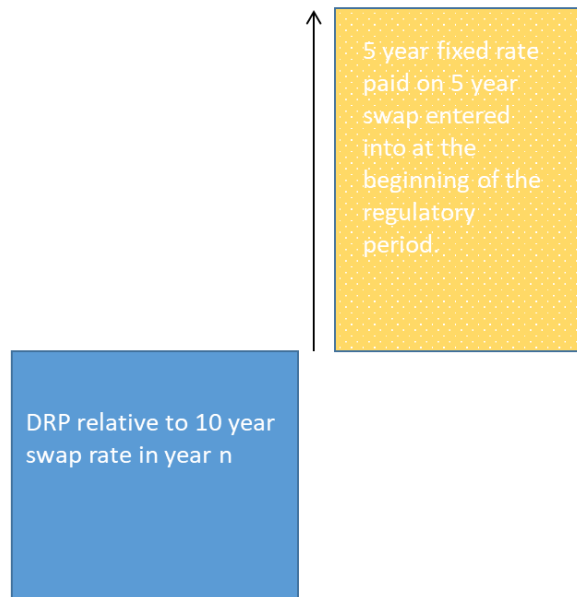 5 year fixed rate
paid on 5 year
swap entered
into at the
beginning of the
regulatory
period.
DRP relative to 10 year
swap rate in year n